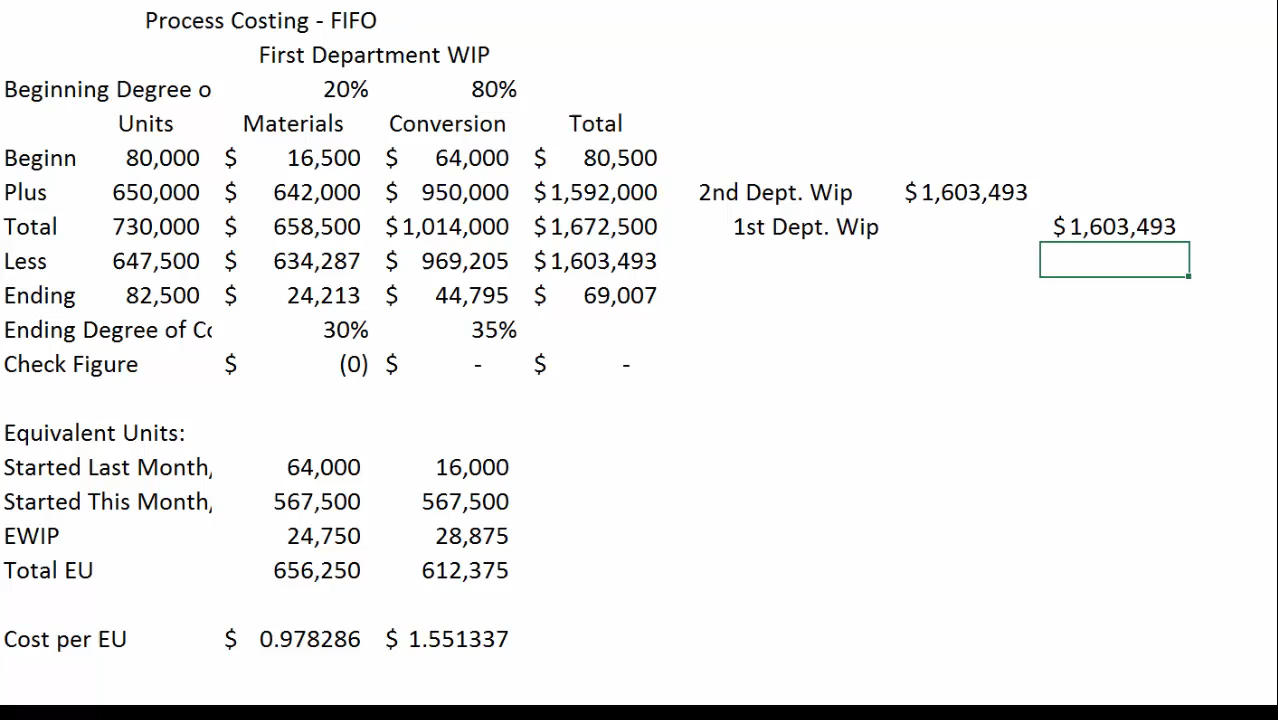 Process Costing - FIFO
First Department WIP
Beginning Degree o 20% 80%
Units Materials Conversion Total
Beginn 80,000 $ 16,500 $ 64,000 $ 80,500
Plus 650,000 $ 642,000 $ 950,000 $1,592,000 2nd Dept. Wip $1,603,493
Total 730,000 $ 658,500 $1,014,000 $1,672,500 1st Dept. Wip $1,603,493
Less 647,500 $ 634,287 $ 969,205 $1,603,493
Ending 82,500 $ 24,213 $ 44,795 $ 69,007
Ending Degree of Co 30% 35%
Check Figure $ (0) $ - $ -
Equivalent Units:
Started Last Month, 64,000 16,000
Started This Month, 567,500 567,500
EWIP 24,750 28,875
Total EU 656,250 612,375
Cost per EU $ 0.978286 $ 1.551337